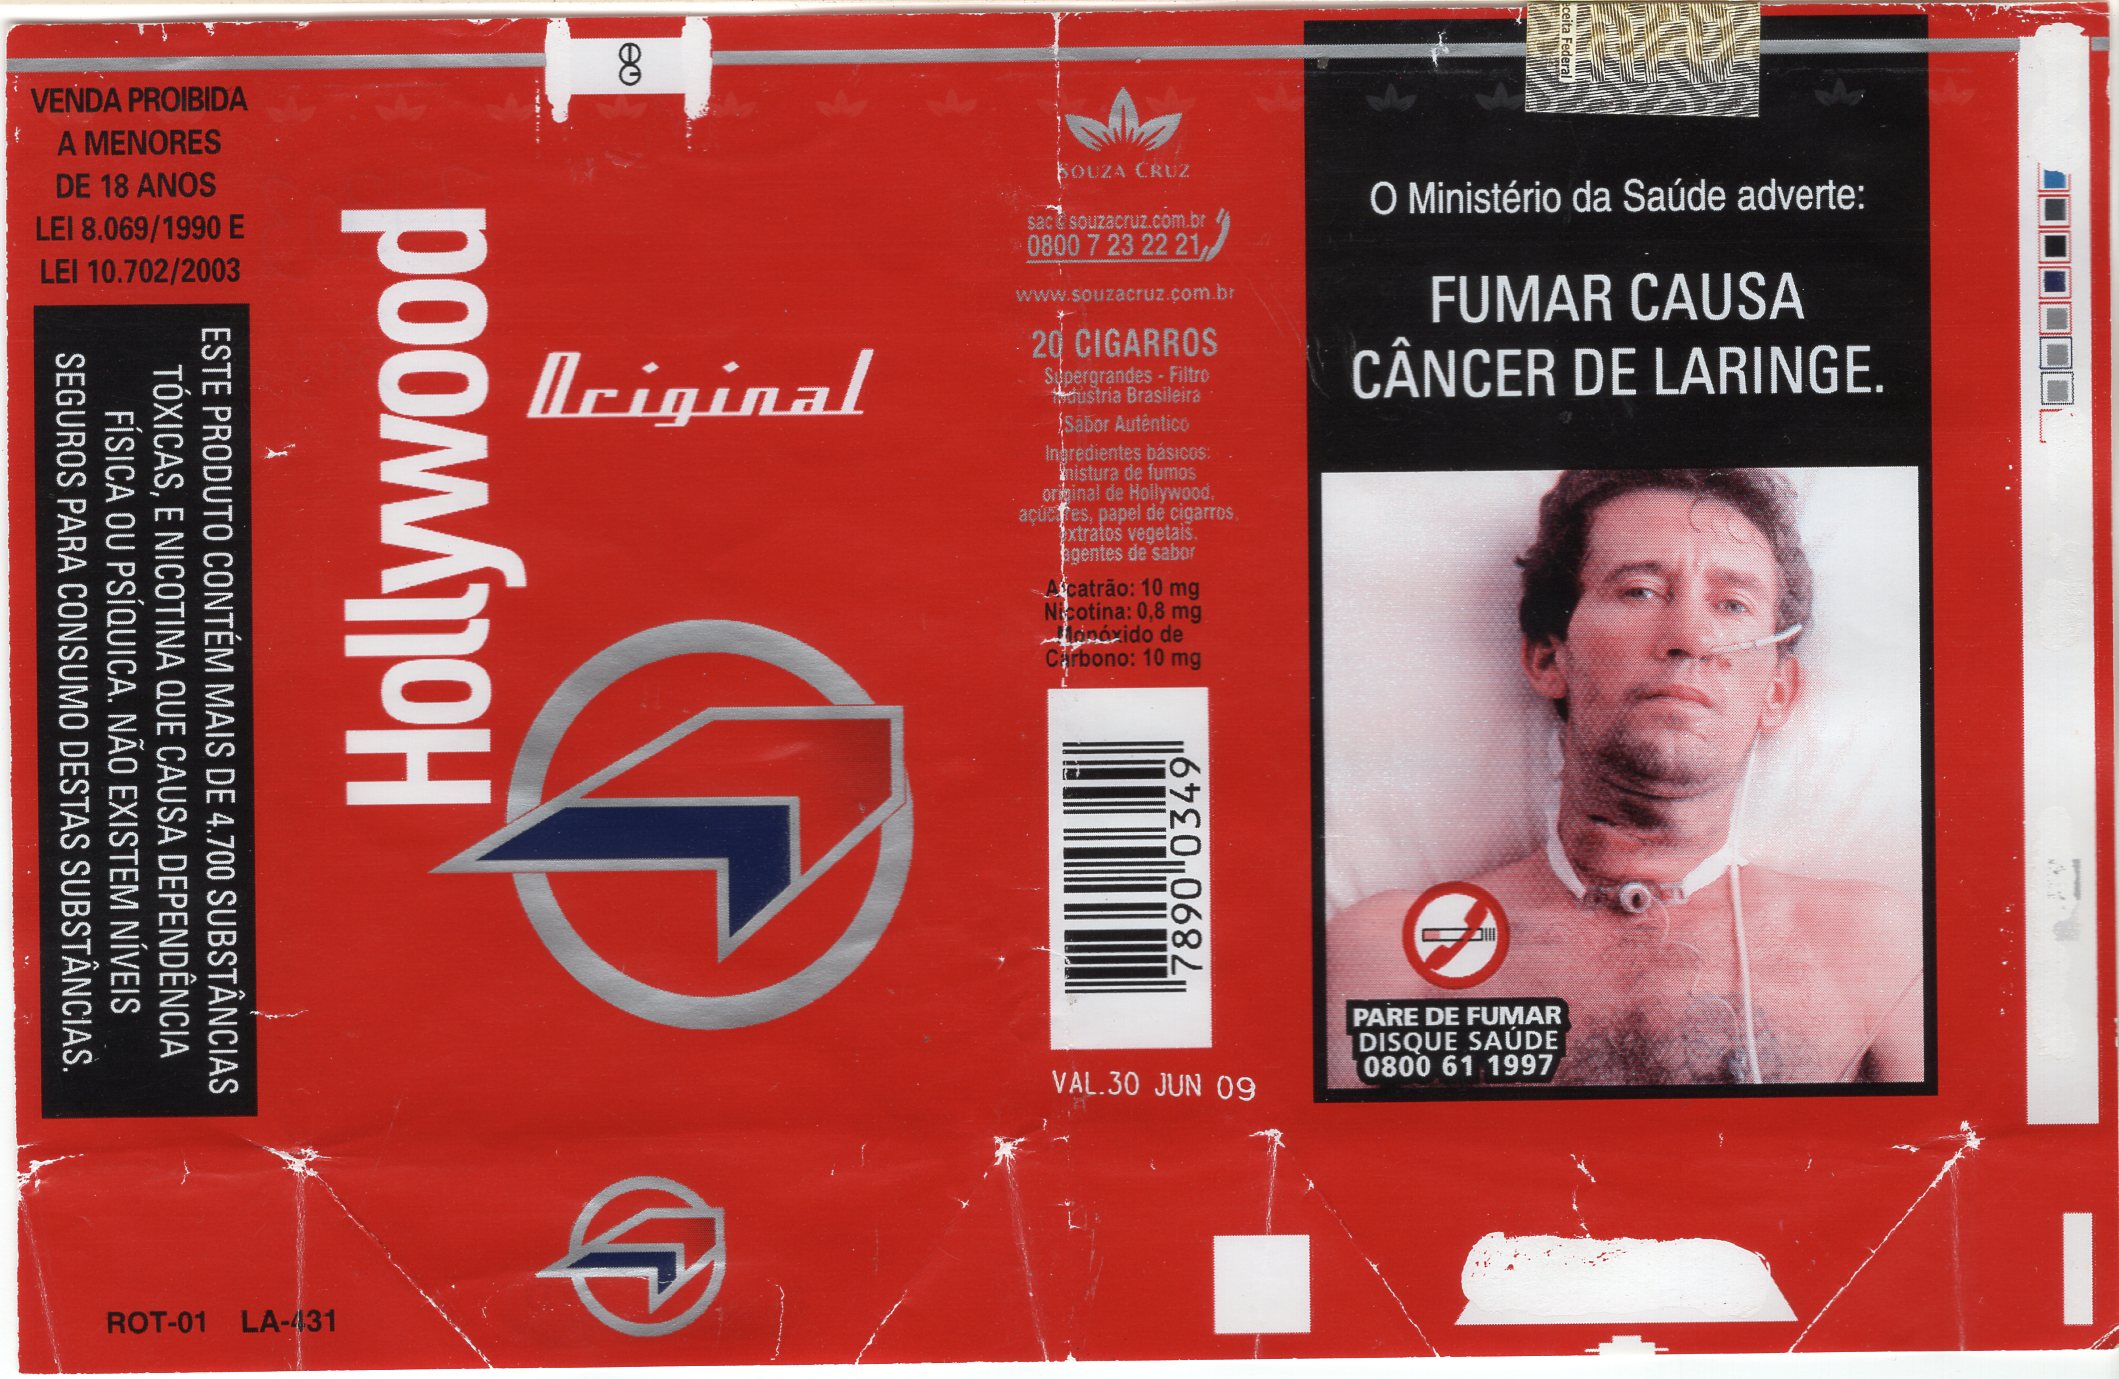 VENDA PROIBIDA
A MENORES
DE 18 ANOS
LEI 8.069/1990 E
LEI 10.702/2003
ESTE PRODUTO CONTÉM MAIS DE 4.700 SUBSTÂNCIAS
TÓXICAS, E NICOTINA QUE CAUSA DEPENDÊNCIA
FÍSICA OU PSÍQUICA. NÃO EXISTEM NÍVEIS
SEGUROS PARA CONSUMO DESTAS SUBSTÂNCIAS.
ROT-01 LA-431
Hollywood
Original
SOUZA CRUZ
sac@souzacruz.com.br
0800 7 23 22 21
www.souzacruz.com.br
20 CIGARROS
Supergrandes - Filtro
Indústria Brasileira
Sabor Autêntico
Ingredientes básicos:
mistura de fumos
original de Hollywood,
açúcares, papel de cigarros,
extratos vegetais,
agentes de sabor
Alcatrão: 10 mg
Nicotina: 0,8 mg
Monóxido de
Carbono: 10 mg
78900349
VAL.30 JUN 09
O Ministério da Saúde adverte:
FUMAR CAUSA
CÂNCER DE LARINGE.
PARE DE FUMAR
DISQUE SAÚDE
0800 61 1997